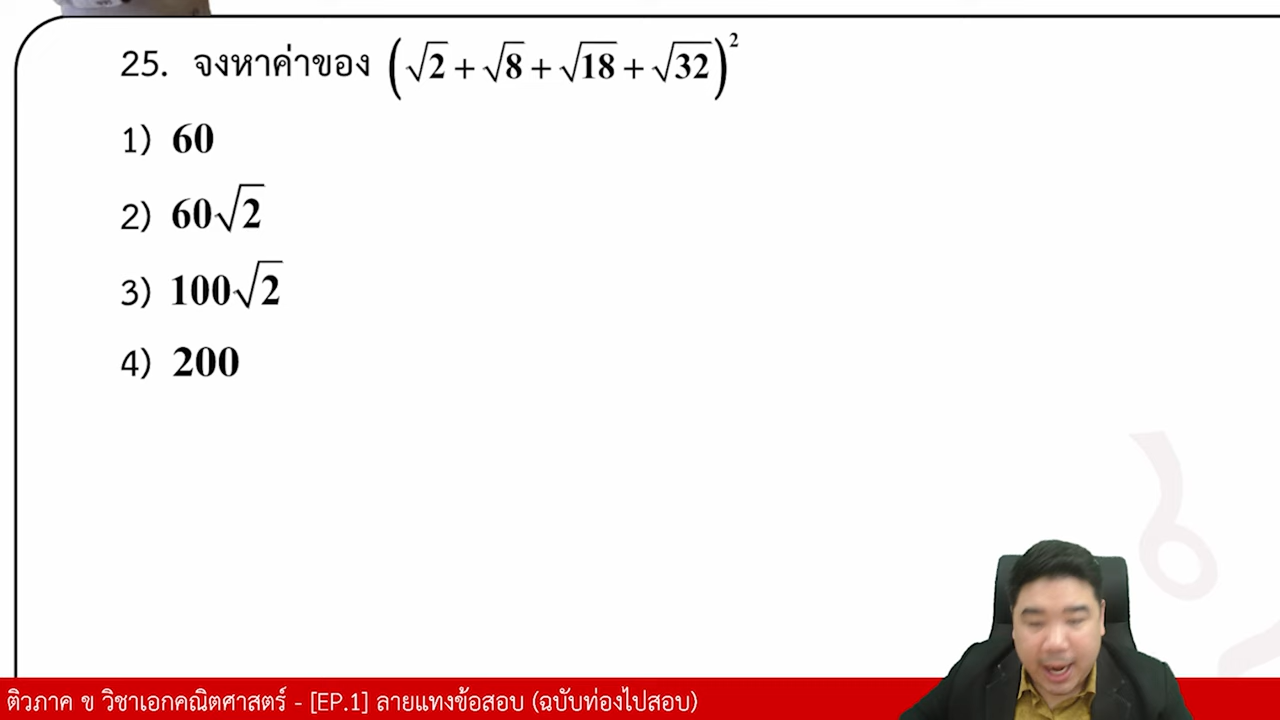 25. จงหาค่าของ (√2 + √8 + √18 + √32)²
1) 60
2) 60√2
3) 100√2
4) 200
ติวภาค ข วิชาเอกคณิตศาสตร์ - [EP.1] ลายแทงข้อสอบ (ฉบับท่องไปสอบ)